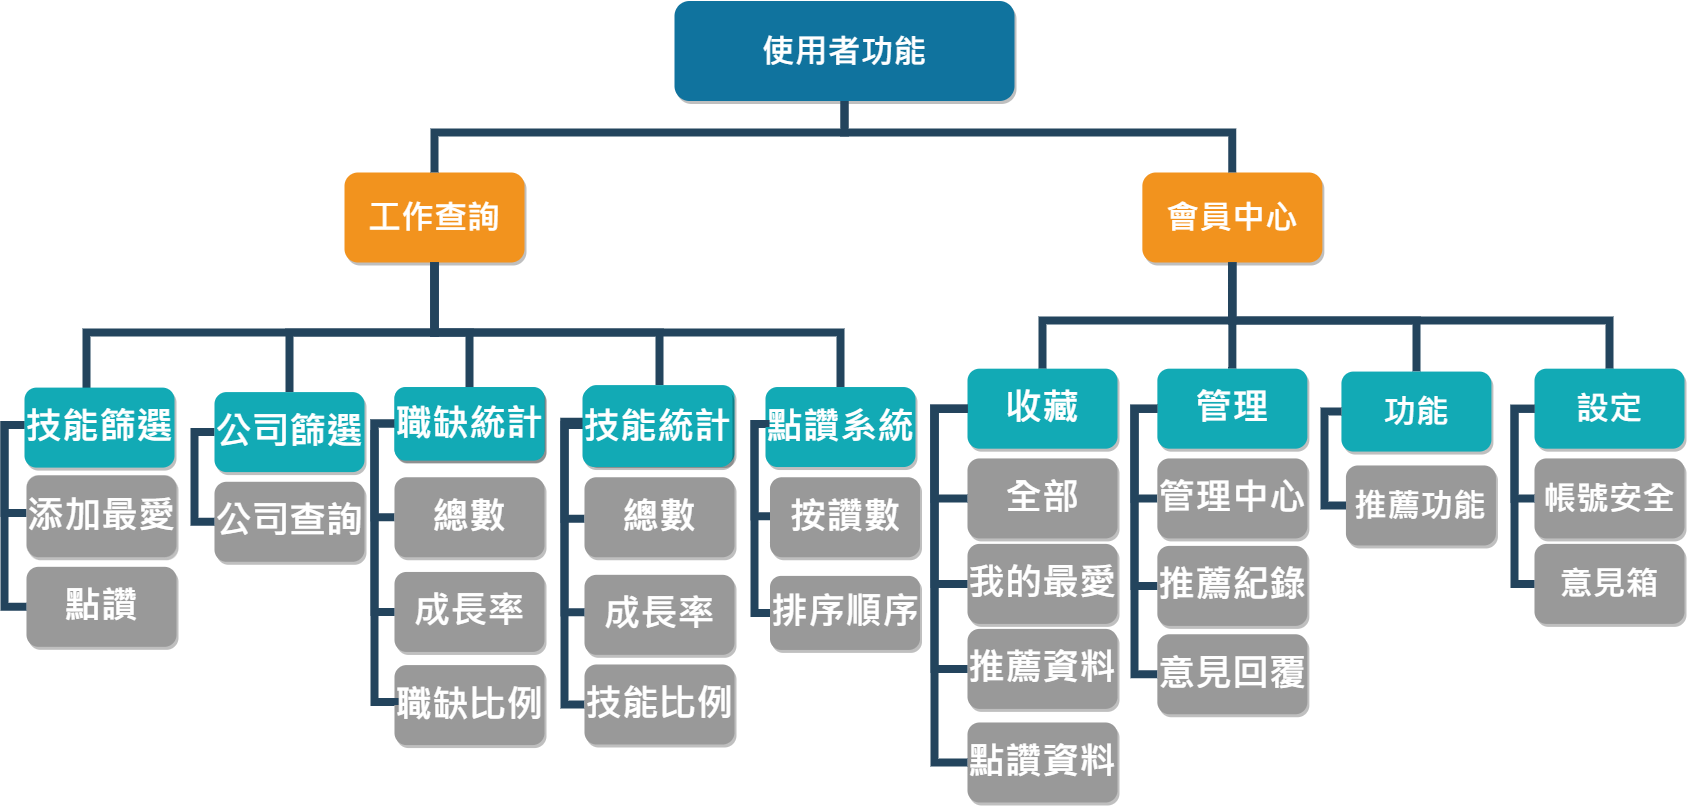 使用者功能
工作查詢
會員中心
技能篩選
添加最愛
點讚
公司篩選
公司查詢
職缺統計
總數
成長率
職缺比例
技能統計
總數
成長率
技能比例
點讚系統
按讚數
排序順序
收藏
全部
我的最愛
推薦資料
點讚資料
管理
管理中心
推薦紀錄
意見回覆
功能
推薦功能
設定
帳號安全
意見箱